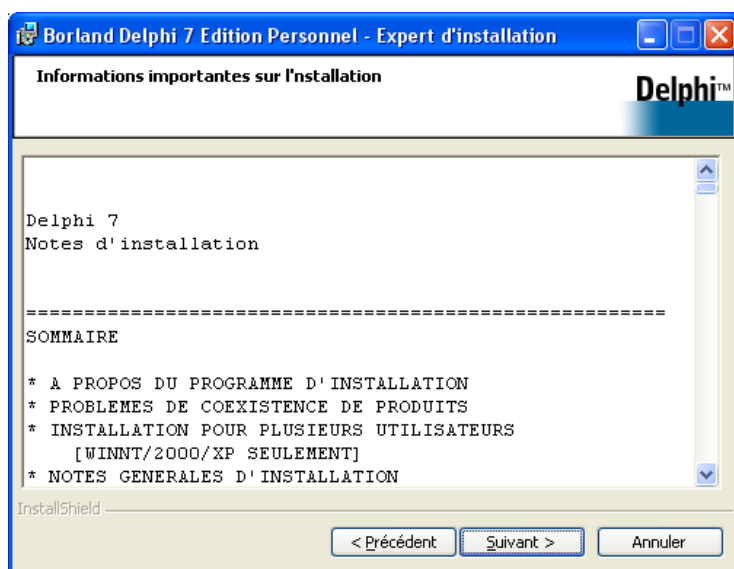 Borland Delphi 7 Edition Personnel - Expert d'installation
Informations importantes sur l'nstallation
Delphi™
Delphi 7
Notes d'installation
=======================================================
SOMMAIRE
* A PROPOS DU PROGRAMME D'INSTALLATION
* PROBLEMES DE COEXISTENCE DE PRODUITS
* INSTALLATION POUR PLUSIEURS UTILISATEURS
[WINNT/2000/XP SEULEMENT]
* NOTES GENERALES D'INSTALLATION
InstallShield
< Précédent
Suivant >
Annuler